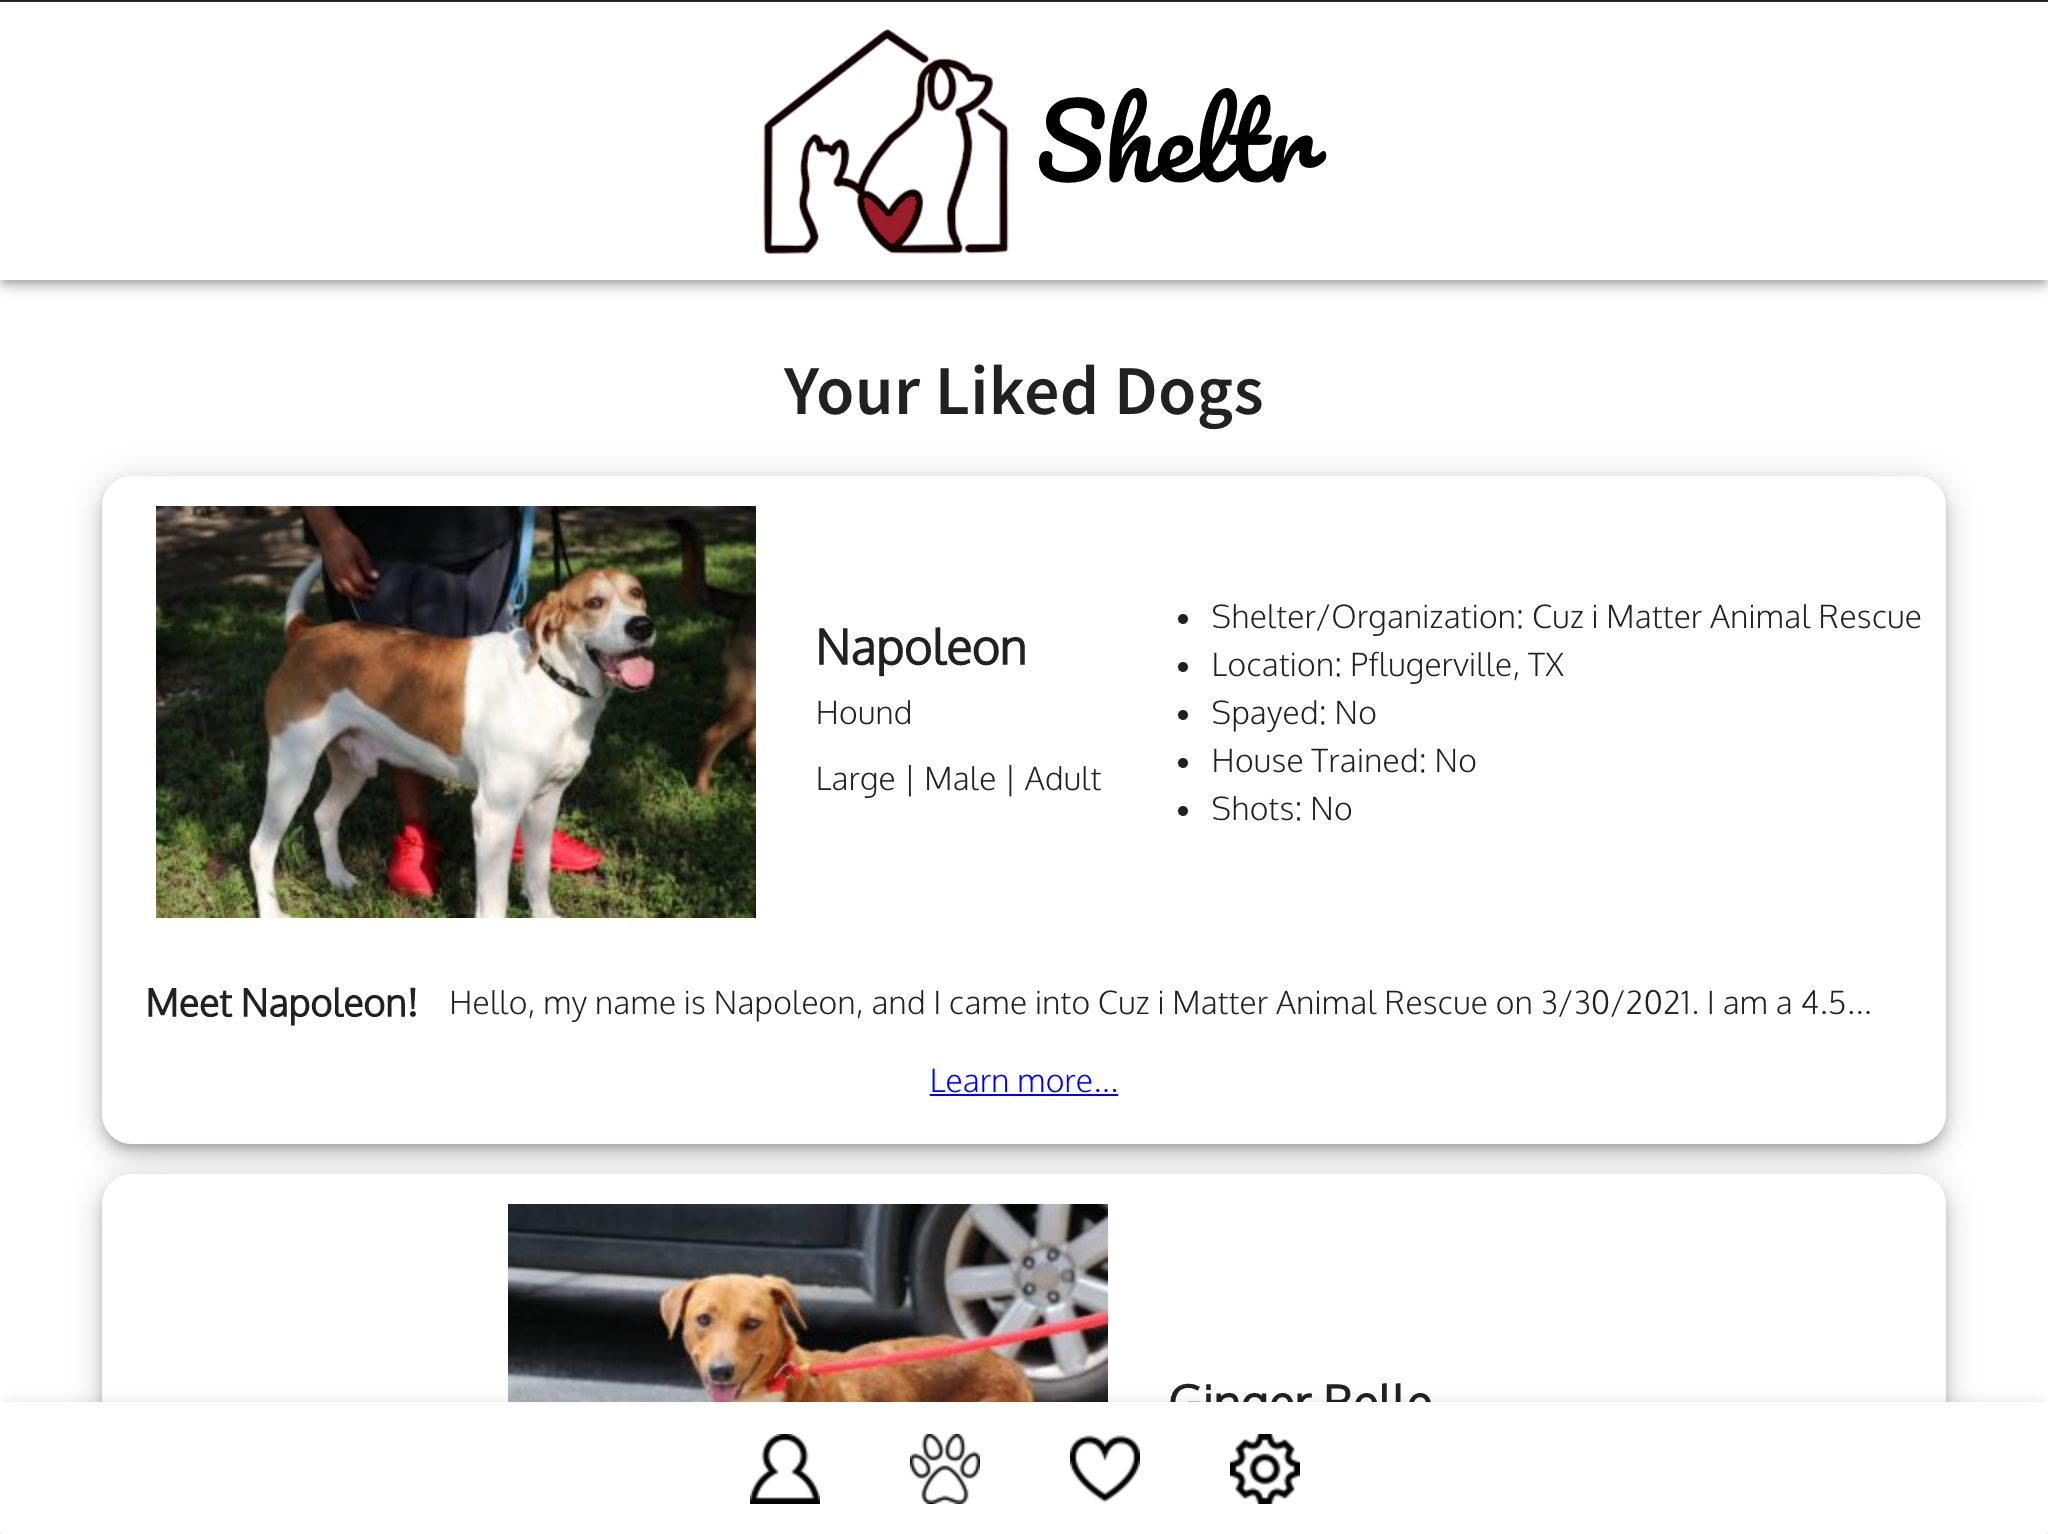 Sheltr
Your Liked Dogs
Napoleon
Hound
Large | Male | Adult
• Shelter/Organization: Cuz i Matter Animal Rescue
• Location: Pflugerville, TX
• Spayed: No
• House Trained: No
• Shots: No
Meet Napoleon! Hello, my name is Napoleon, and I came into Cuz i Matter Animal Rescue on 3/30/2021. I am a 4.5...
Learn more...
Ginger Belle